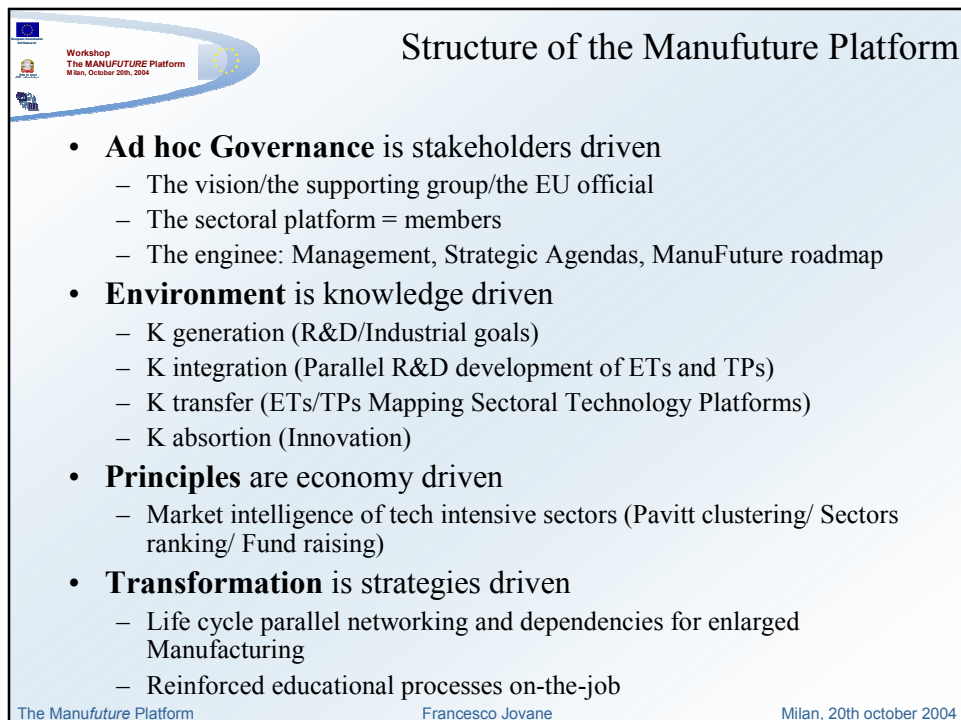 Workshop
The MANUFUTURE Platform
Milan, October 20th, 2004
Structure of the Manufuture Platform
• Ad hoc Governance is stakeholders driven
– The vision/the supporting group/the EU official
– The sectoral platform = members
– The enginee: Management, Strategic Agendas, ManuFuture roadmap
• Environment is knowledge driven
– K generation (R&D/Industrial goals)
– K integration (Parallel R&D development of ETs and TPs)
– K transfer (ETs/TPs Mapping Sectoral Technology Platforms)
– K absortion (Innovation)
• Principles are economy driven
– Market intelligence of tech intensive sectors (Pavitt clustering/ Sectors
ranking/ Fund raising)
• Transformation is strategies driven
– Life cycle parallel networking and dependencies for enlarged
Manufacturing
– Reinforced educational processes on-the-job
The Manufuture Platform Francesco Jovane Milan, 20th october 2004